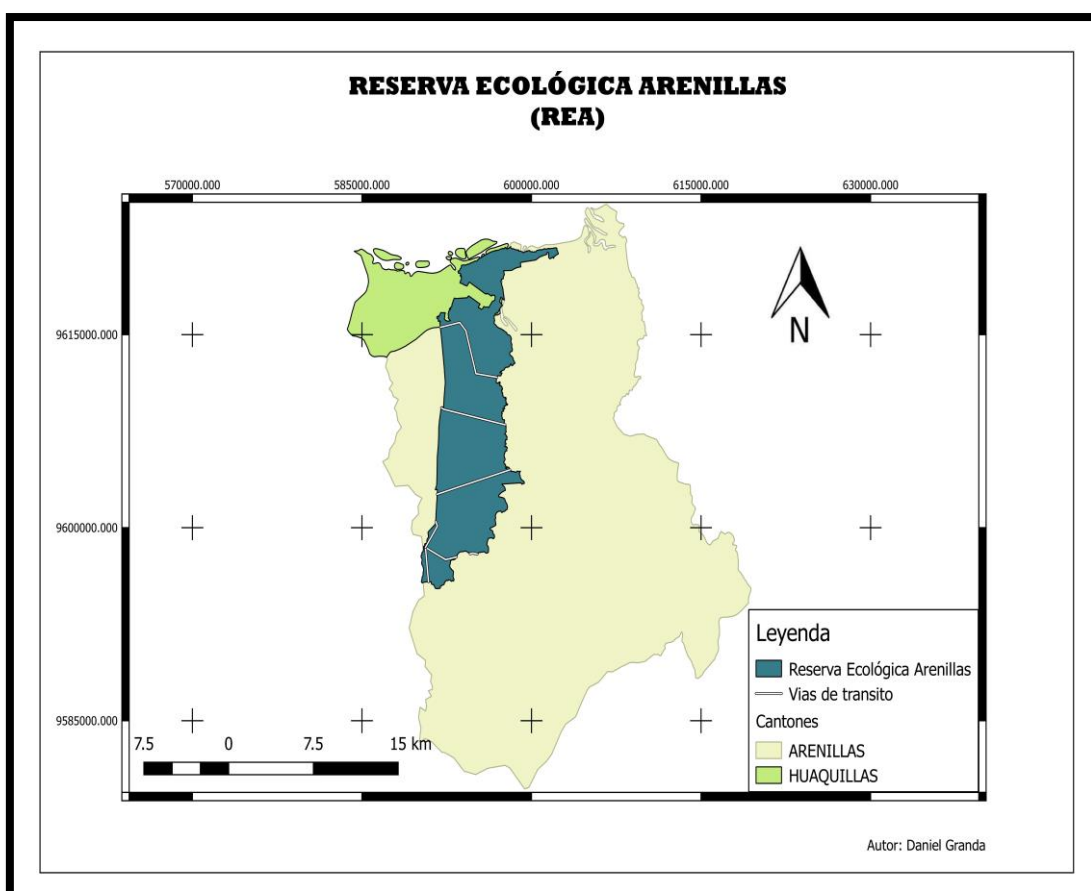 RESERVA ECOLÓGICA ARENILLAS
(REA)
570000.000 585000.000 600000.000 615000.000 630000.000
9615000.000
N
9600000.000
9585000.000
7.5 0 7.5 15 km
Leyenda
Reserva Ecológica Arenillas
Vias de transito
Cantones
ARENILLAS
HUAQUILLAS
Autor: Daniel Granda